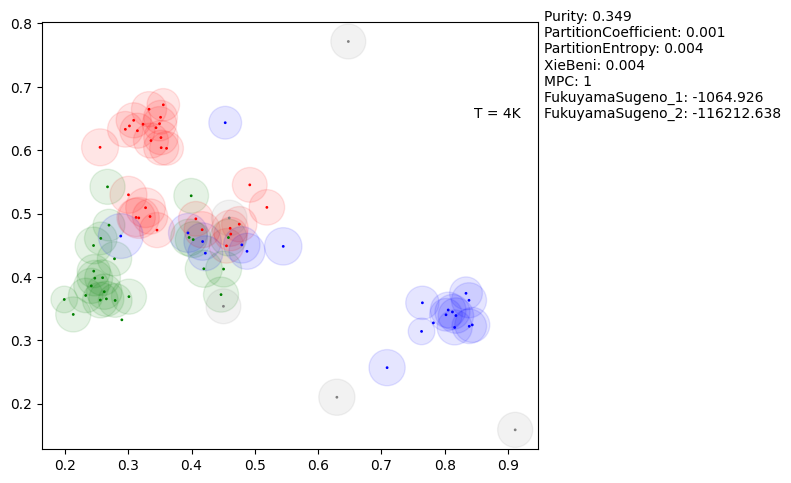 Purity: 0.349
PartitionCoefficient: 0.001
PartitionEntropy: 0.004
XieBeni: 0.004
MPC: 1
FukuyamaSugeno_1: -1064.926
FukuyamaSugeno_2: -116212.638
T = 4K
0.8
0.7
0.6
0.5
0.4
0.3
0.2
0.2 0.3 0.4 0.5 0.6 0.7 0.8 0.9